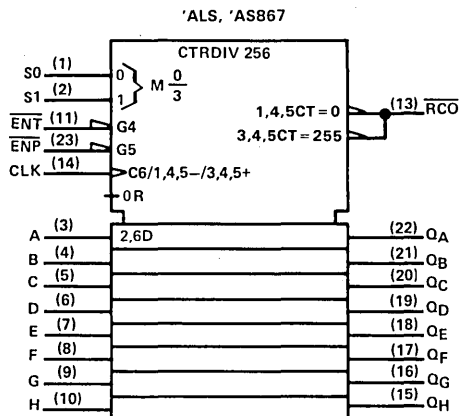 'ALS, 'AS867
CTRDIV 256
S0 (1) 0
S1 (2) 1
M 0/3
ENT (11) G4
ENP (23) G5
CLK (14) C6/1,4,5−/3,4,5+
0R
1,4,5CT = 0 (13) RCO
3,4,5CT = 255
A (3) 2,6D (22) QA
B (4) (21) QB
C (5) (20) QC
D (6) (19) QD
E (7) (18) QE
F (8) (17) QF
G (9) (16) QG
H (10) (15) QH